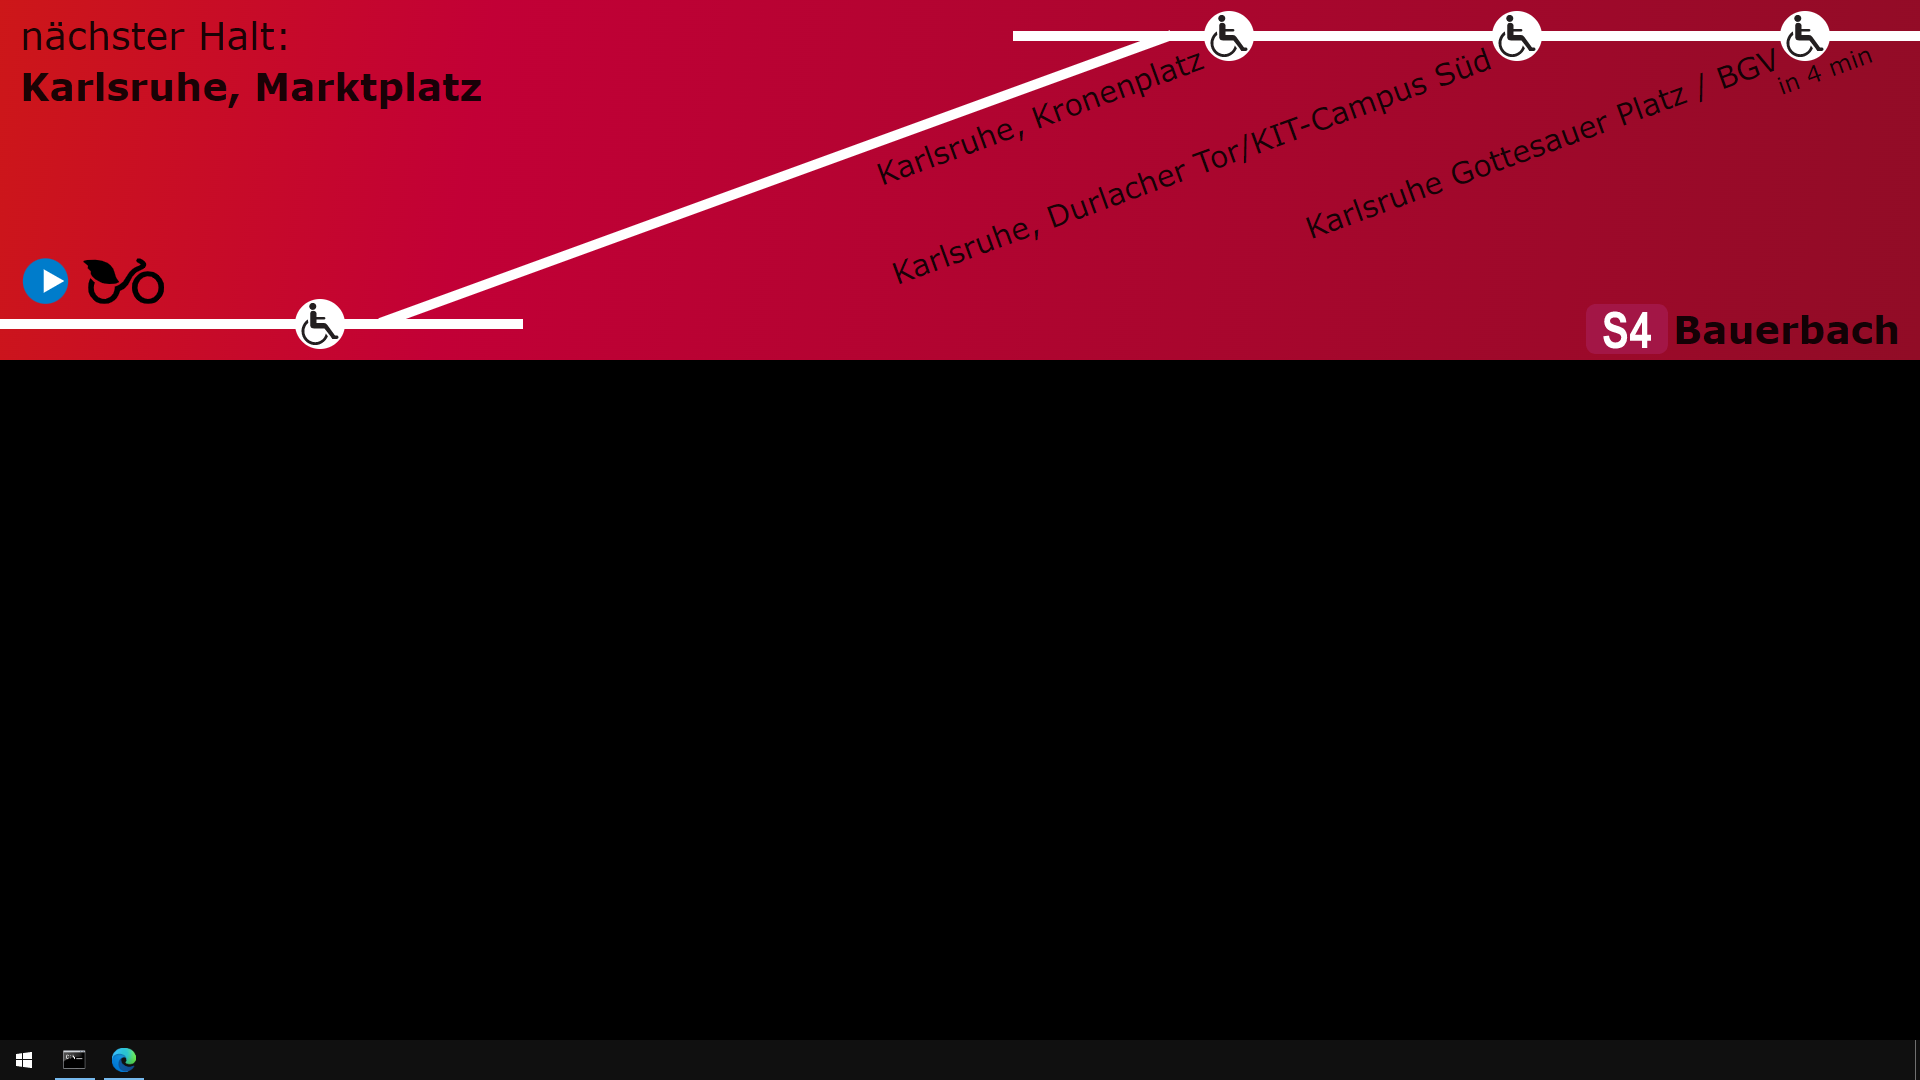 nächster Halt:
Karlsruhe, Marktplatz
Karlsruhe, Kronenplatz
Karlsruhe, Durlacher Tor/KIT-Campus Süd
Karlsruhe Gottesauer Platz / BGV
in 4 min
S4 Bauerbach